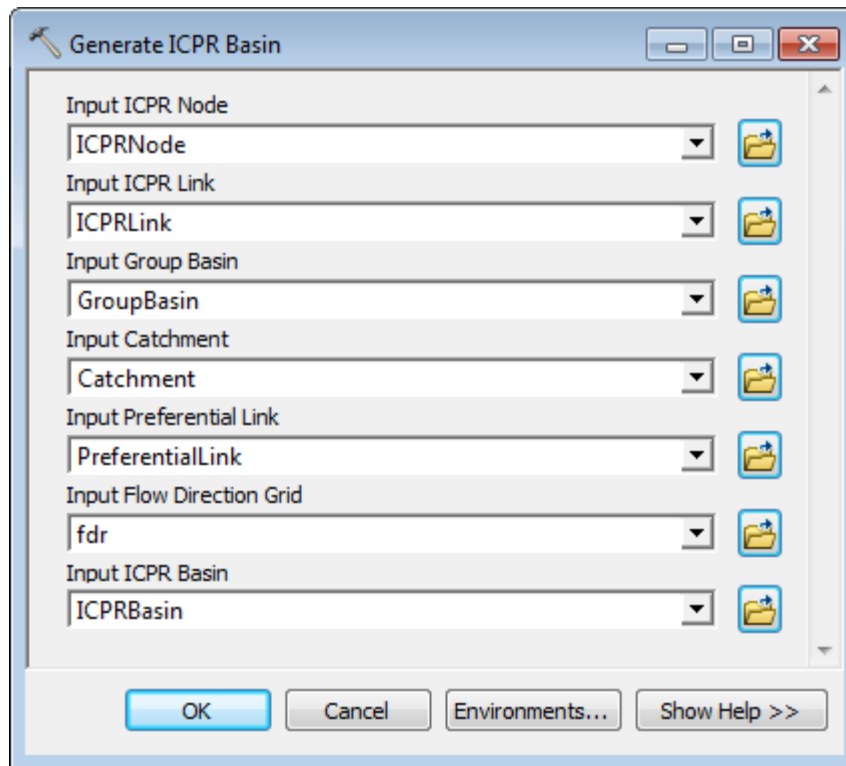 Generate ICPR Basin
Input ICPR Node
ICPRNode
Input ICPR Link
ICPRLink
Input Group Basin
GroupBasin
Input Catchment
Catchment
Input Preferential Link
PreferentialLink
Input Flow Direction Grid
fdr
Input ICPR Basin
ICPRBasin
OK Cancel Environments... Show Help >>